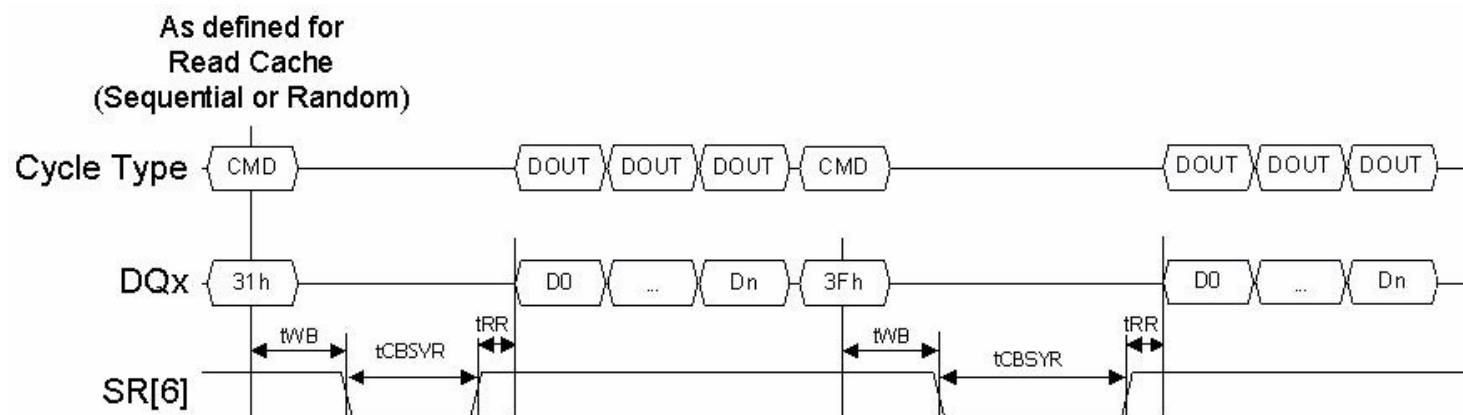 As defined for
Read Cache
(Sequential or Random)
Cycle Type CMD DOUT DOUT DOUT CMD DOUT DOUT DOUT
DQx 31h D0 ... Dn 3Fh D0 ... Dn
tWB tCBSYR tRR tWB tCBSYR tRR
SR[6]